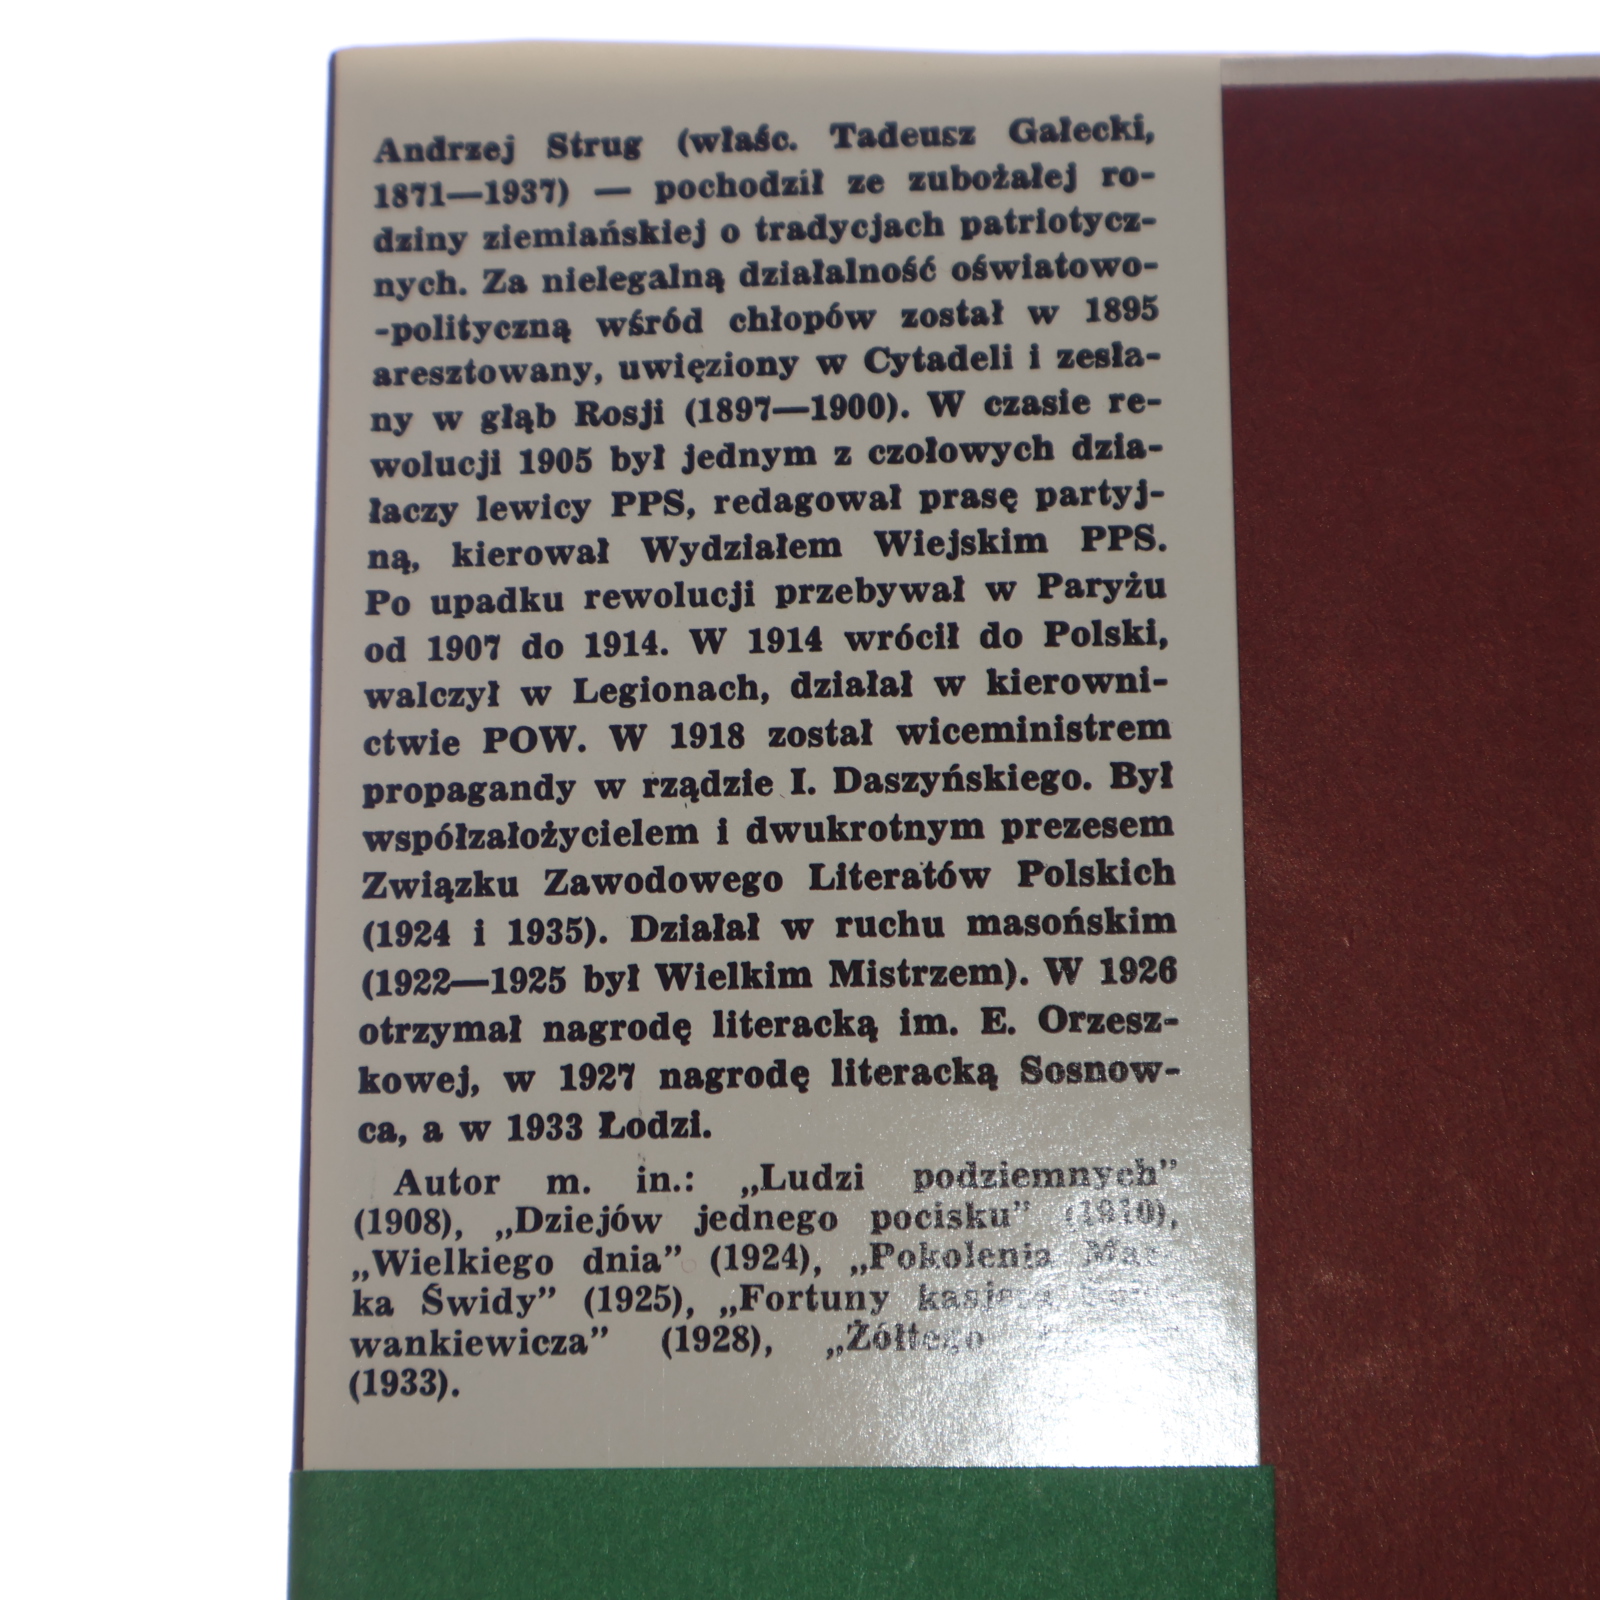 Andrzej Strug (właśc. Tadeusz Gałecki,
1871—1937) — pochodził ze zubożałej ro-
dziny ziemiańskiej o tradycjach patriotycz-
nych. Za nielegalną działalność oświatowo-
-polityczną wśród chłopów został w 1895
aresztowany, uwięziony w Cytadeli i zesła-
ny w głąb Rosji (1897—1900). W czasie re-
wolucji 1905 był jednym z czołowych dzia-
łaczy lewicy PPS, redagował prasę partyj-
ną, kierował Wydziałem Wiejskim PPS.
Po upadku rewolucji przebywał w Paryżu
od 1907 do 1914. W 1914 wrócił do Polski,
walczył w Legionach, działał w kierowni-
ctwie POW. W 1918 został wiceministrem
propagandy w rządzie I. Daszyńskiego. Był
współzałożycielem i dwukrotnym prezesem
Związku Zawodowego Literatów Polskich
(1924 i 1935). Działał w ruchu masońskim
(1922—1925 był Wielkim Mistrzem). W 1926
otrzymał nagrodę literacką im. E. Orzesz-
kowej, w 1927 nagrodę literacką Sosnow-
ca, a w 1933 Łodzi.
Autor m. in.: „Ludzi podziemnych”
(1908), „Dziejów jednego pocisku” (1910),
„Wielkiego dnia” (1924), „Pokolenia Mar-
ka Świdy” (1925), „Fortuny kasjera
wankiewicza” (1928), „Żółtego
(1933).